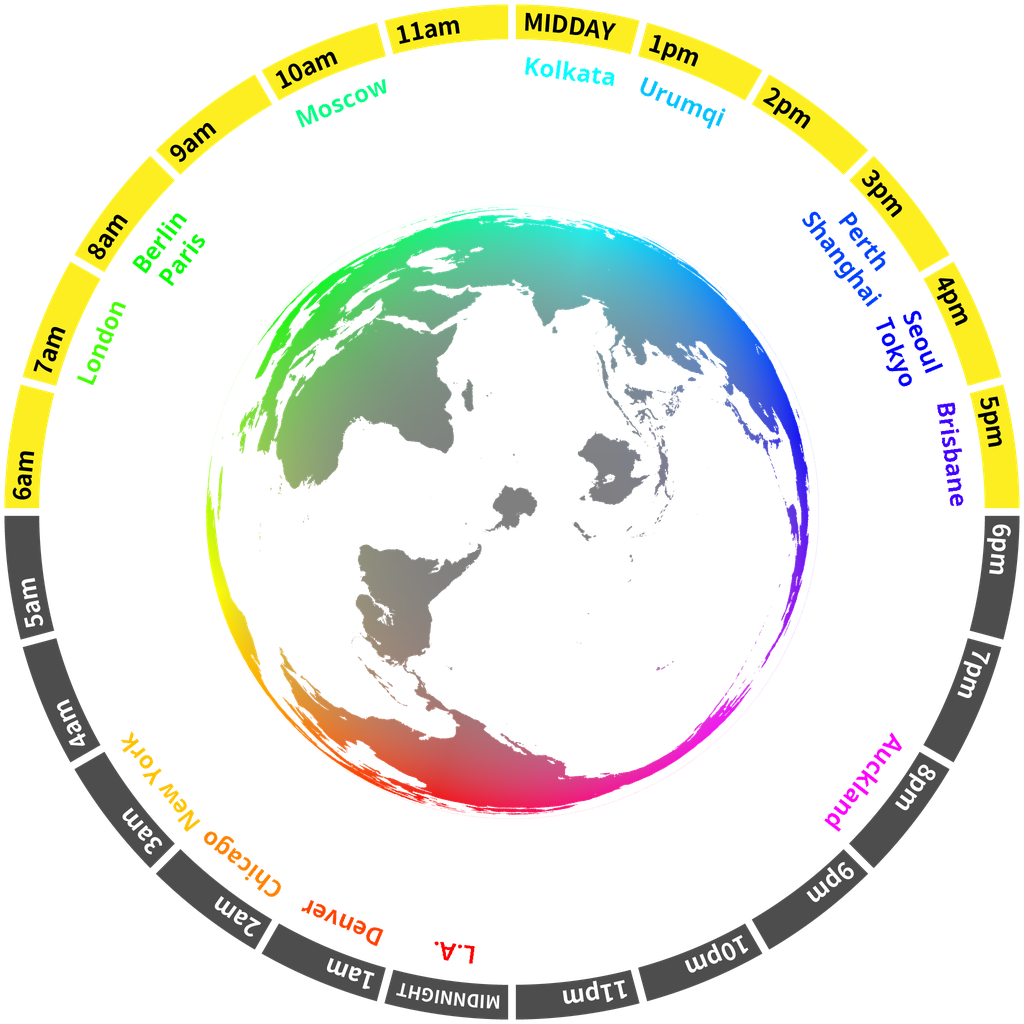 MIDDAY
1pm
2pm
3pm
4pm
5pm
6pm
7pm
8pm
9pm
10pm
11pm
MIDNNIGHT
1am
2am
3am
4am
5am
6am
7am
8am
9am
10am
11am
Kolkata
Urumqi
Perth
Shanghai
Seoul
Tokyo
Brisbane
Auckland
L.A.
Denver
Chicago
New York
London
Berlin
Paris
Moscow